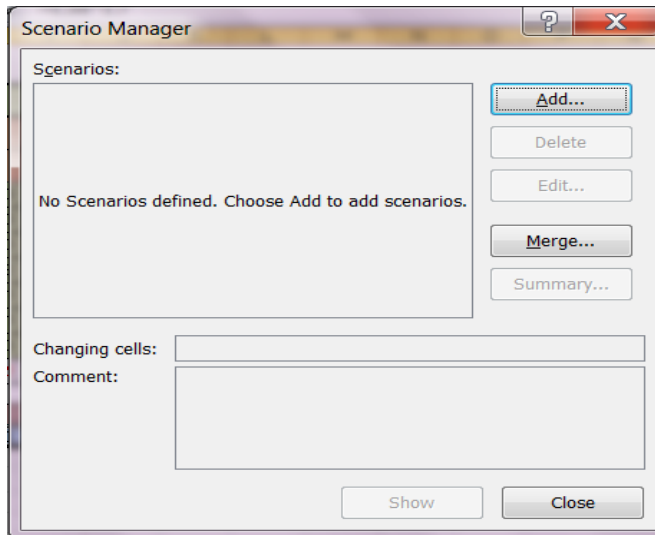 Scenario Manager
Scenarios:
Add...
Delete
Edit...
No Scenarios defined. Choose Add to add scenarios.
Merge...
Summary...
Changing cells:
Comment:
Show
Close